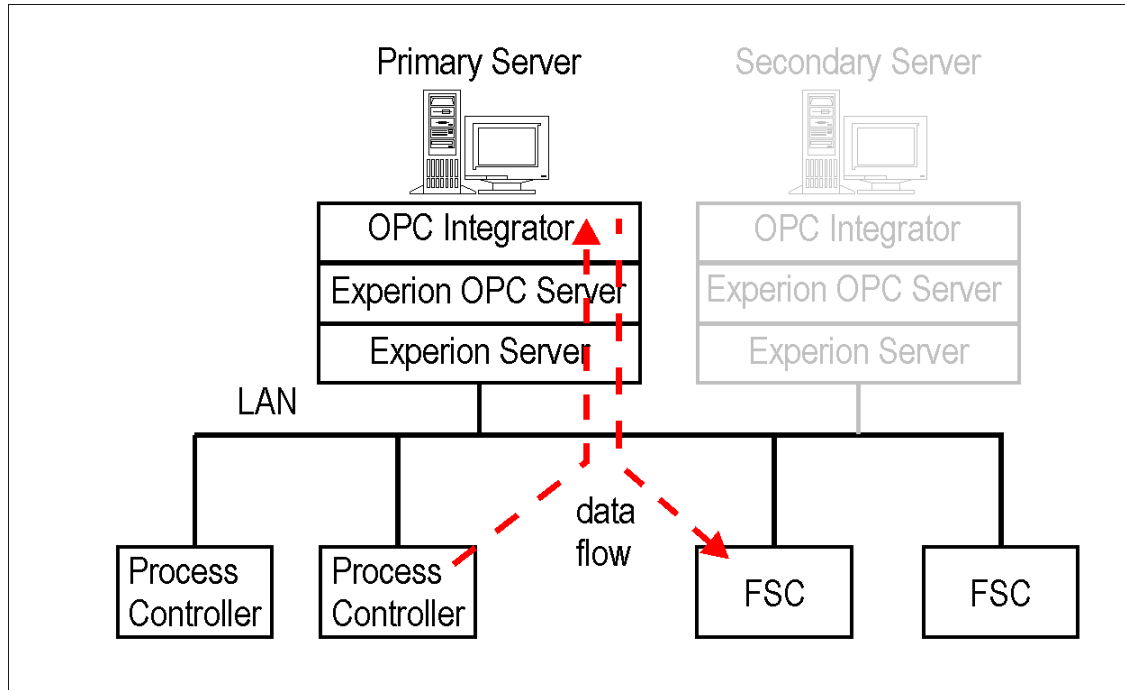 Primary Server
Secondary Server
OPC Integrator
Experion OPC Server
Experion Server
OPC Integrator
Experion OPC Server
Experion Server
LAN
data
flow
Process
Controller
Process
Controller
FSC
FSC